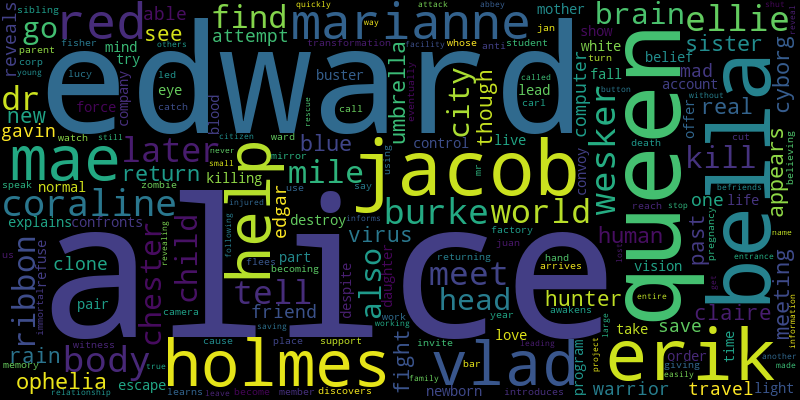 quickly
attack
abbey
sibling
way
able
mother
jan
others
transformation
facility
whose
anti
student
show
reveals
go
red
see
find
marianne
brain
ellie
parent
corp
young
fisher
lucy
mind
try
attempt
white
turn
belief
sister
mad
account
dr
eye
led
company
buster
call
called
carl
lead
fall
new
force
catch
blood
rescue
umbrella
city
though
computer
without
button
offer
real
cyborg
gavin
watch
still
citizen
ward
edward
queen
bella
never
small
blue
control
live
death
cut
believing
speak
mae
later
mirror
mile
jacob
wesker
kill
zombie
return
normal
killing
use
say
using
mr
convoy
reach
stop
befriends
coraline
injured
edgar
destroy
burke
world
one
life
appears
explains
confronts
help
virus
factory
human
past
pregnancy
name
us
immortal
refuse
revealing
following
informs
juan
lost
entrance
ribbon
clone
chester
child
flees
becoming
part
also
returning
hand
arrives
vision
get
meeting
pair
camera
tell
despite
daughter
meet
year
awakens
entire
claire
information
rain
body
friend
work
working
head
hunter
large
save
order
time
another
made
memory
witness
saving
support
love
project
take
giving
easily
ophelia
escape
true
cause
place
holmes
alice
fight
invite
vlad
bar
leading
program
erik
travel
light
relationship
learns
leave
become
member
discovers
family
newborn
introduces
warrior